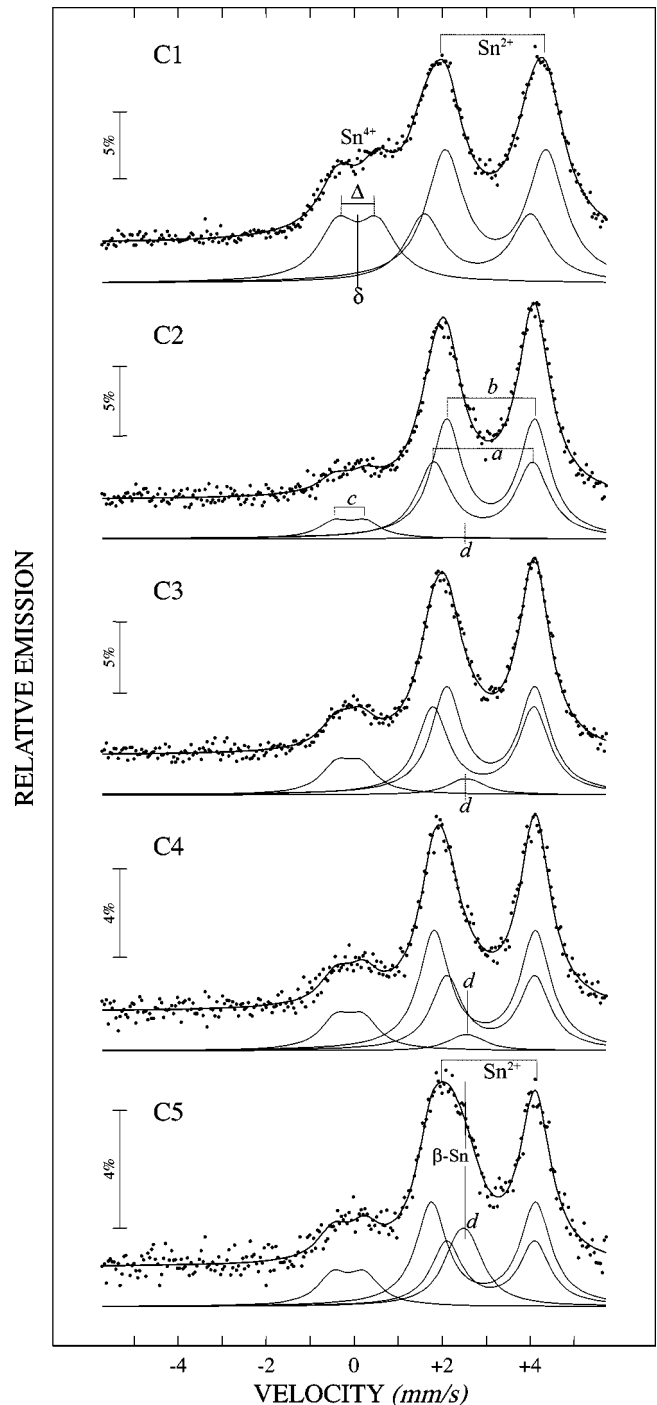 C1
Sn²⁺
5%
Sn⁴⁺
Δ
δ
C2
5%
b
a
c
d
RELATIVE EMISSION
C3
5%
d
C4
4%
d
C5
Sn²⁺
4%
β-Sn
d
-4 -2 0 +2 +4
VELOCITY (mm/s)